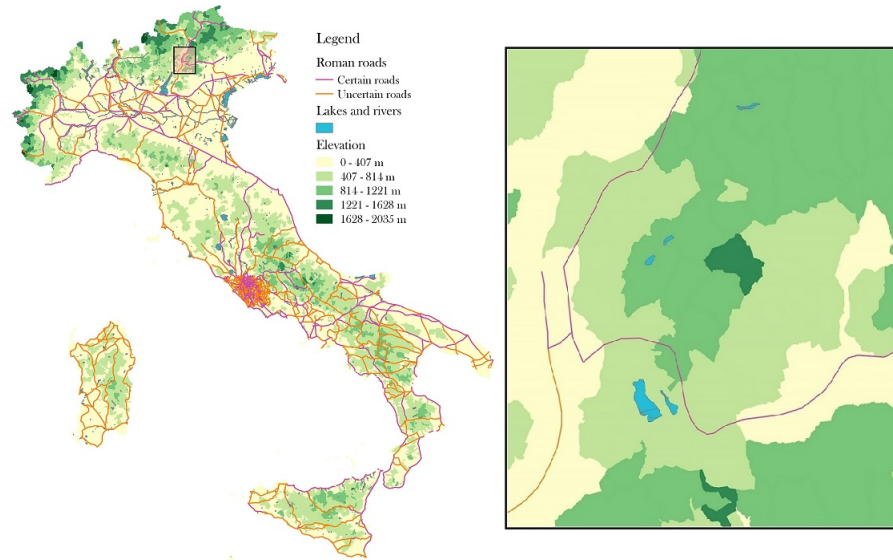 Legend
Roman roads
Certain roads
Uncertain roads
Lakes and rivers
Elevation
0 - 407 m
407 - 814 m
814 - 1221 m
1221 - 1628 m
1628 - 2035 m